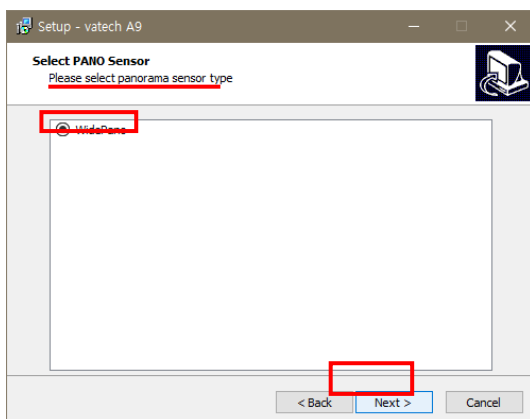 Setup - vatech A9
Select PANO Sensor
Please select panorama sensor type
WidePano
< Back
Next >
Cancel